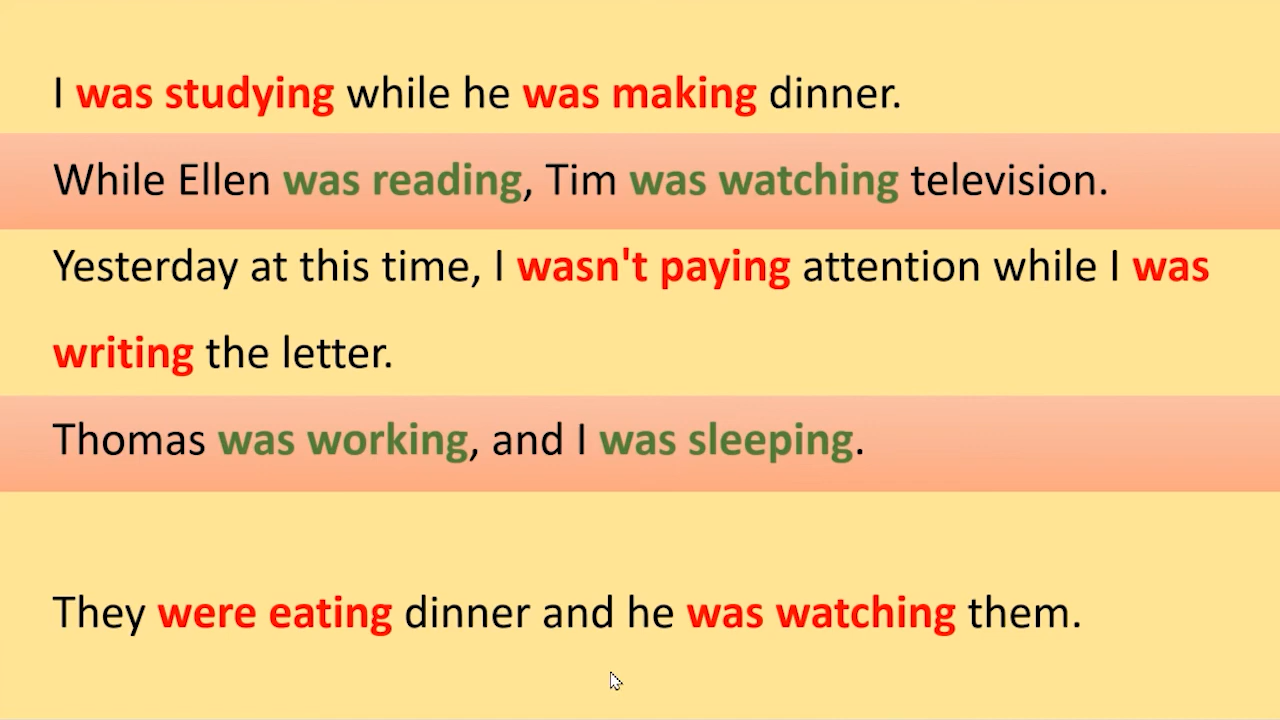 I was studying while he was making dinner.
While Ellen was reading, Tim was watching television.
Yesterday at this time, I wasn't paying attention while I was
writing the letter.
Thomas was working, and I was sleeping.
They were eating dinner and he was watching them.